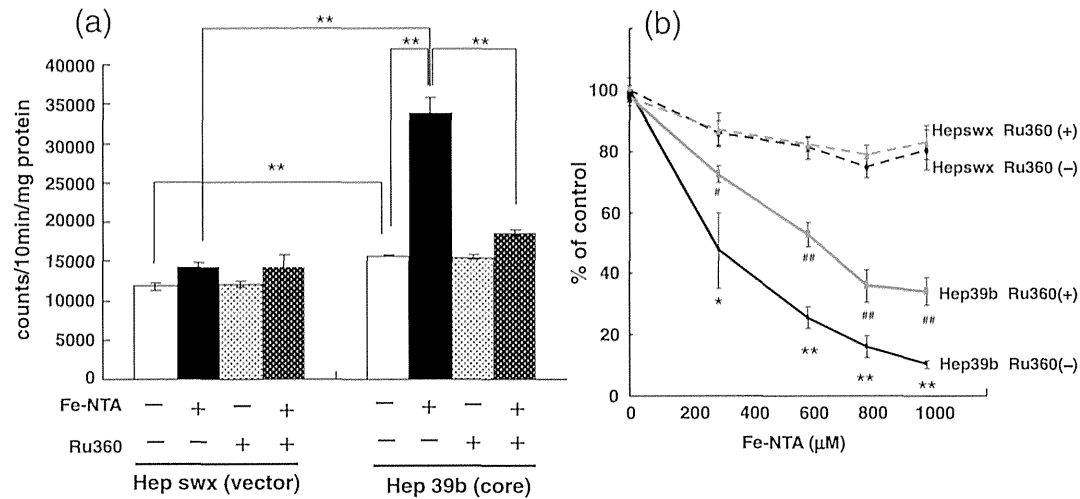 (a)
counts/10min/mg protein
40000
35000
30000
25000
20000
15000
10000
5000
0
**
**
**
**
Fe-NTA − + − + − + − +
Ru360 − − + + − − + +
Hep swx (vector)
Hep 39b (core)
(b)
% of control
100
80
60
40
20
0
0 200 400 600 800 1000
Fe-NTA (μM)
Hepswx Ru360 (+)
Hepswx Ru360 (−)
#
##
##
##
Hep39b Ru360(+)
*
**
**
**
Hep39b Ru360(−)